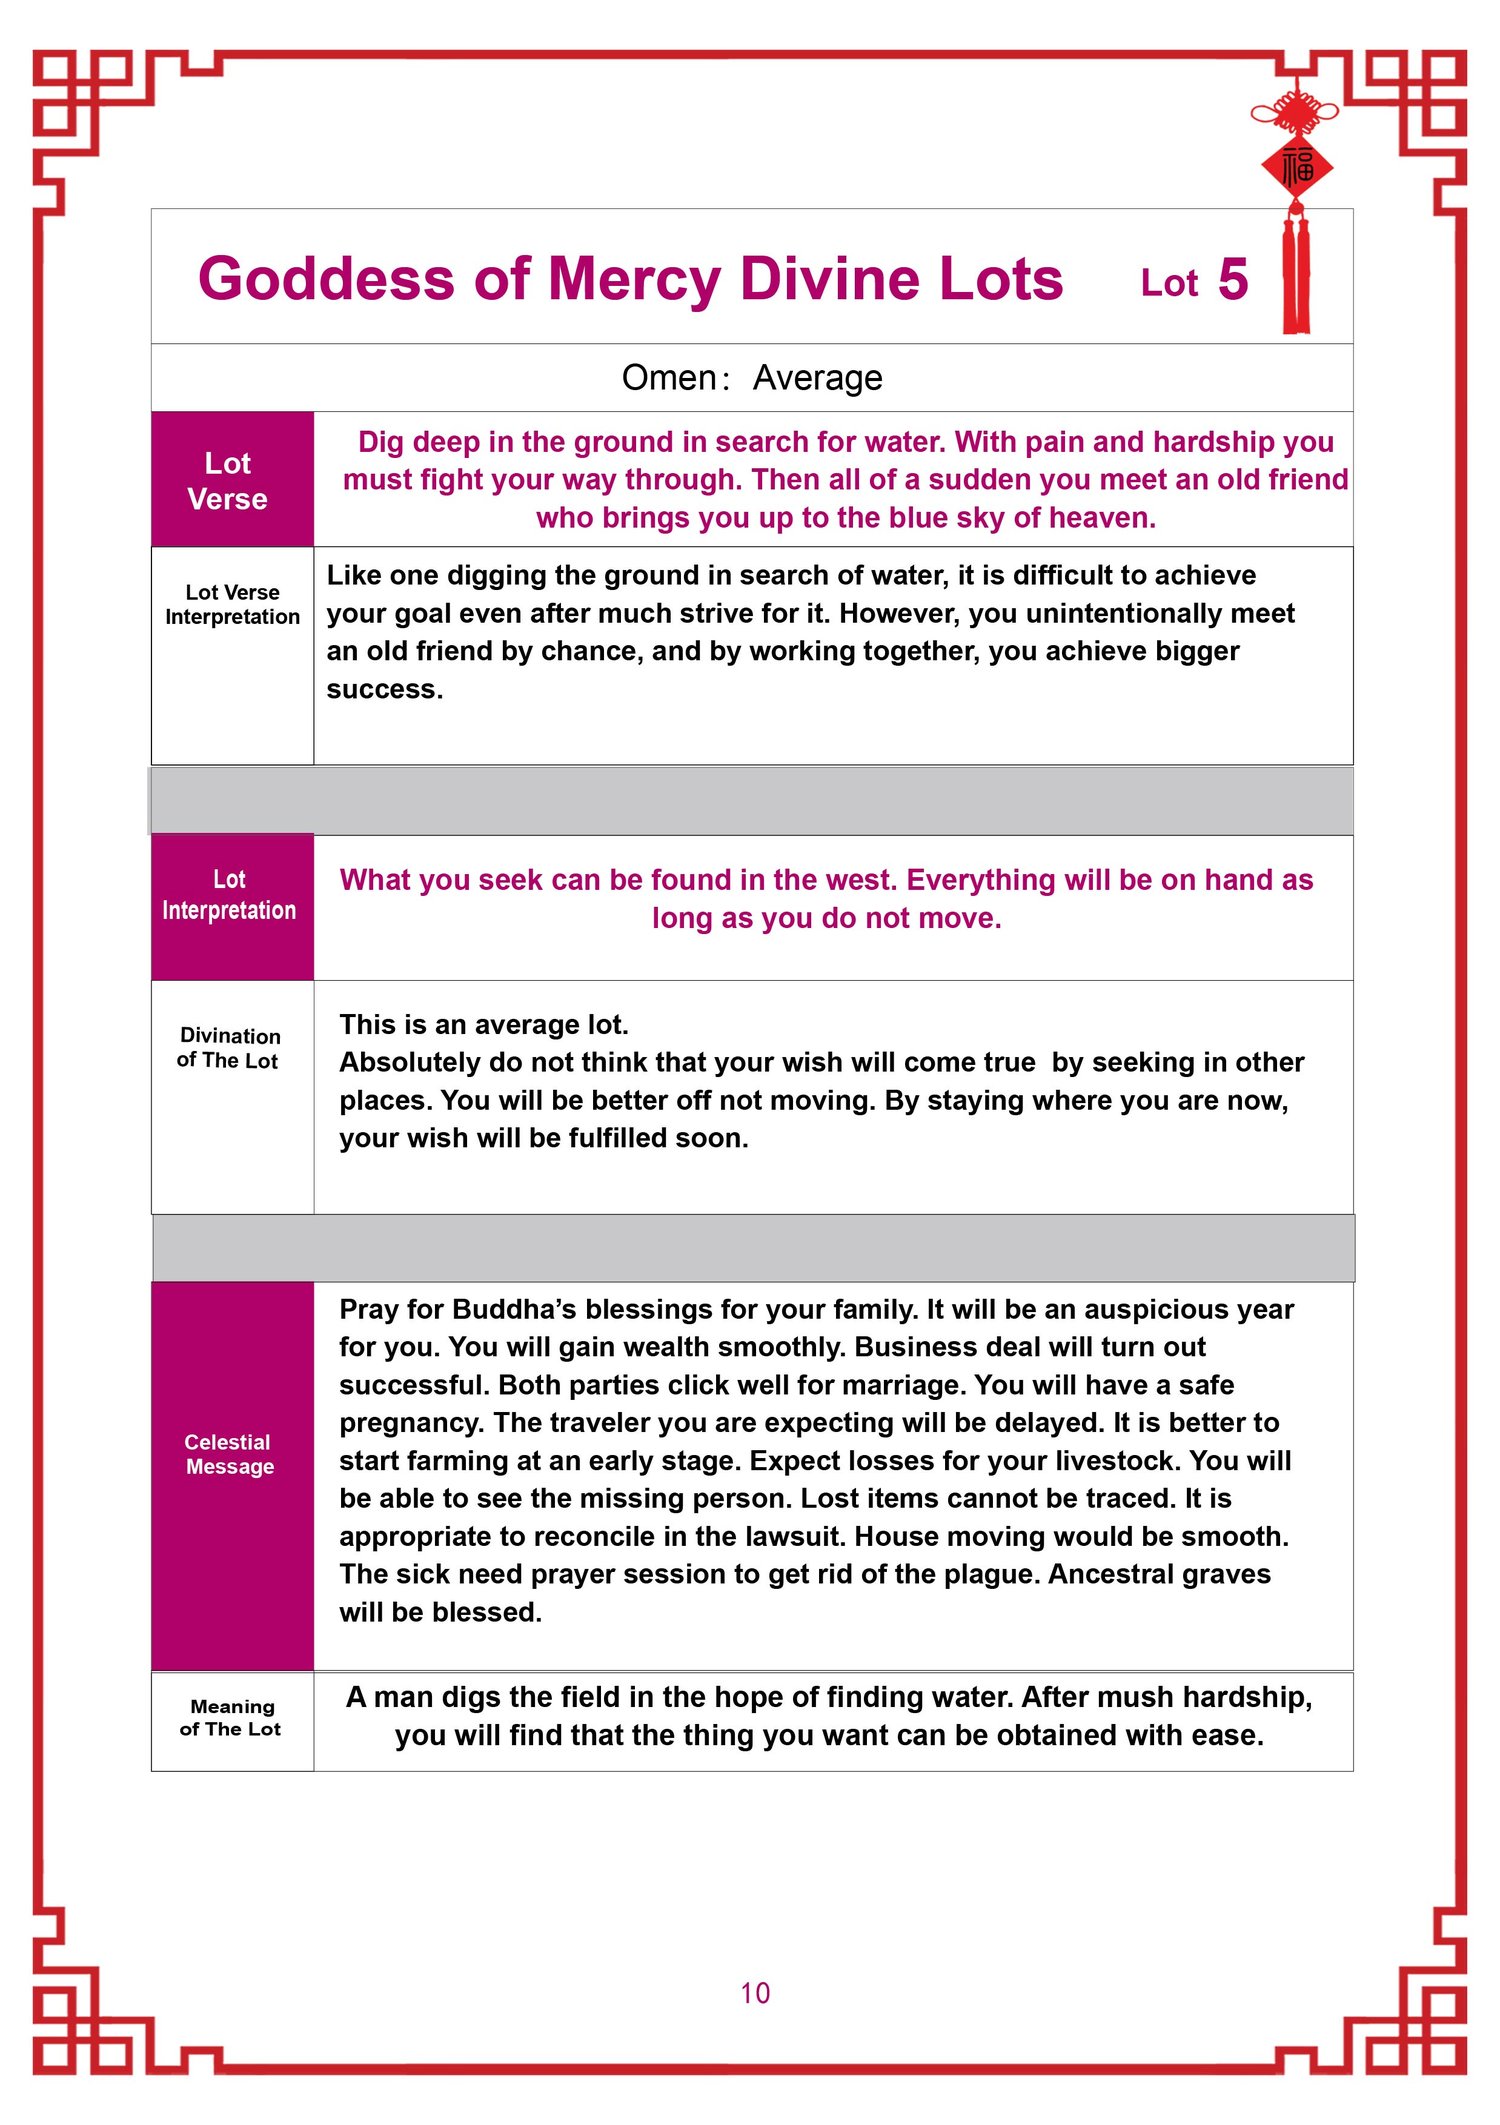 福
Goddess of Mercy Divine Lots Lot 5
Omen： Average
Lot
Verse
Dig deep in the ground in search for water. With pain and hardship you
must fight your way through. Then all of a sudden you meet an old friend
who brings you up to the blue sky of heaven.
Lot Verse
Interpretation
Like one digging the ground in search of water, it is difficult to achieve
your goal even after much strive for it. However, you unintentionally meet
an old friend by chance, and by working together, you achieve bigger
success.
Lot
Interpretation
What you seek can be found in the west. Everything will be on hand as
long as you do not move.
Divination
of The Lot
This is an average lot.
Absolutely do not think that your wish will come true by seeking in other
places. You will be better off not moving. By staying where you are now,
your wish will be fulfilled soon.
Celestial
Message
Pray for Buddha’s blessings for your family. It will be an auspicious year
for you. You will gain wealth smoothly. Business deal will turn out
successful. Both parties click well for marriage. You will have a safe
pregnancy. The traveler you are expecting will be delayed. It is better to
start farming at an early stage. Expect losses for your livestock. You will
be able to see the missing person. Lost items cannot be traced. It is
appropriate to reconcile in the lawsuit. House moving would be smooth.
The sick need prayer session to get rid of the plague. Ancestral graves
will be blessed.
Meaning
of The Lot
A man digs the field in the hope of finding water. After mush hardship,
you will find that the thing you want can be obtained with ease.
10